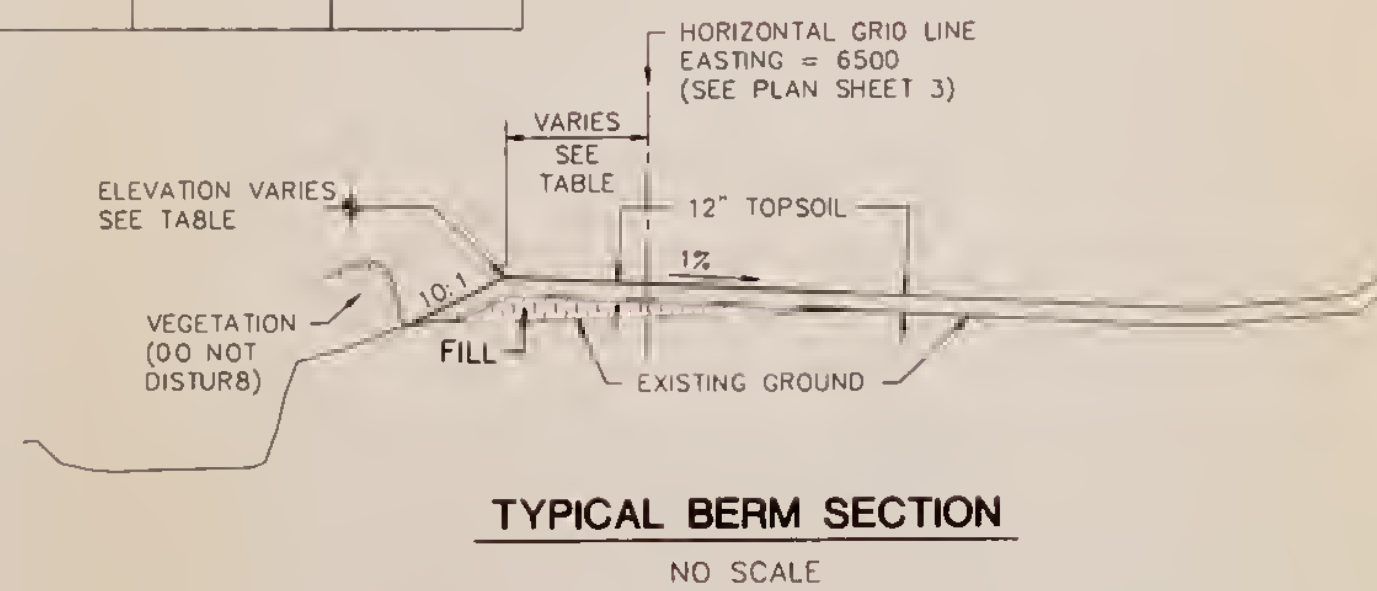 HORIZONTAL GRID LINE
EASTING = 6500
(SEE PLAN SHEET 3)
VARIES
SEE
TABLE
ELEVATION VARIES
SEE TABLE
12" TOPSOIL
1%
10:1
VEGETATION
(DO NOT
DISTURB)
FILL
EXISTING GROUND
TYPICAL BERM SECTION
NO SCALE